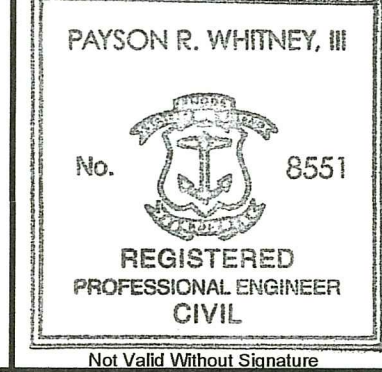 PAYSON R. WHITNEY, III
No. 8551
REGISTERED
PROFESSIONAL ENGINEER
CIVIL
Not Valid Without Signature